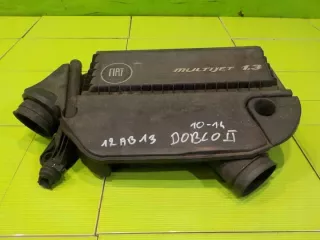 FIAT
MULTIJET 1.3
10-14
12AB13 DOBLO II